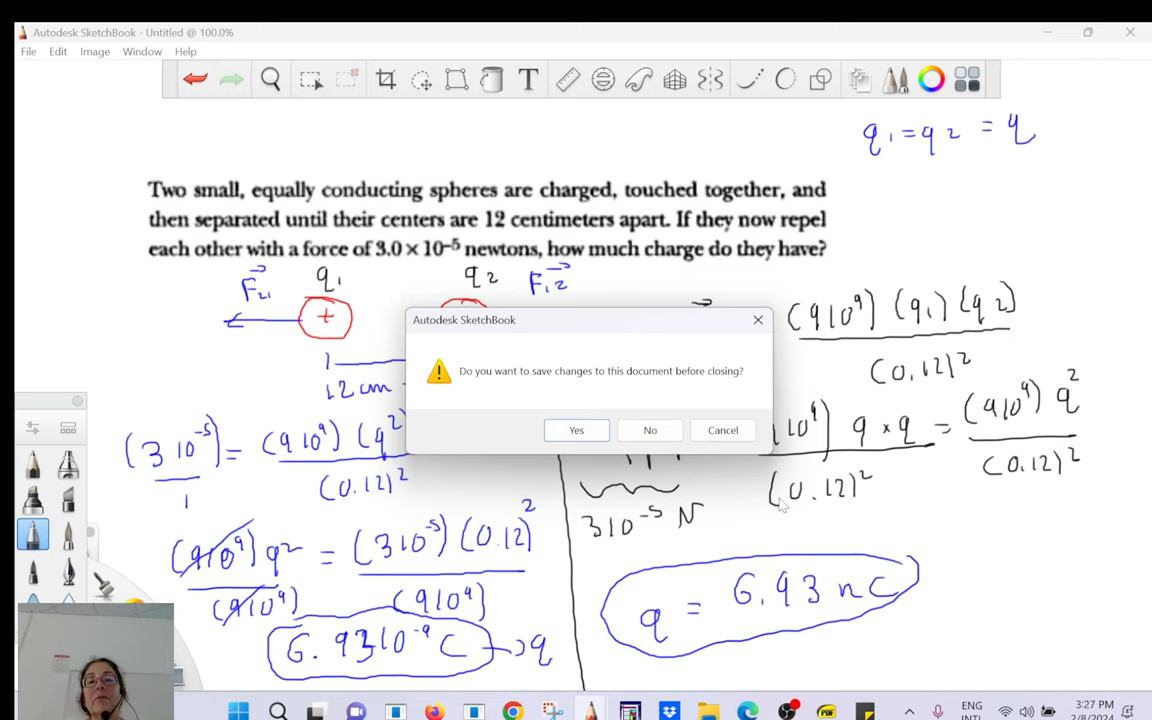 Autodesk SketchBook - Untitled @ 100.0%
File Edit Image Window Help
q1 = q2 = q
Two small, equally conducting spheres are charged, touched together, and
then separated until their centers are 12 centimeters apart. If they now repel
each other with a force of 3.0 × 10⁻⁵ newtons, how much charge do they have?
F21 q1 q2 F12
+
12 cm
Autodesk SketchBook
Do you want to save changes to this document before closing?
Yes No Cancel
(9 10⁹) (q1) (q2)
(0.12)²
10⁹) q × q = (9 10⁹) q²
(0.12)² (0.12)²
3 10⁻⁵ N
(3 10⁻⁵) = (9 10⁹) (q²)
1 (0.12)²
(9 10⁹) q² = (3 10⁻⁵) (0.12)²
(9 10⁹) (9 10⁹)
6.93 10⁻⁹ C → q
q = 6.93 nC
ENG
INTL
3:27 PM
2/8/2024